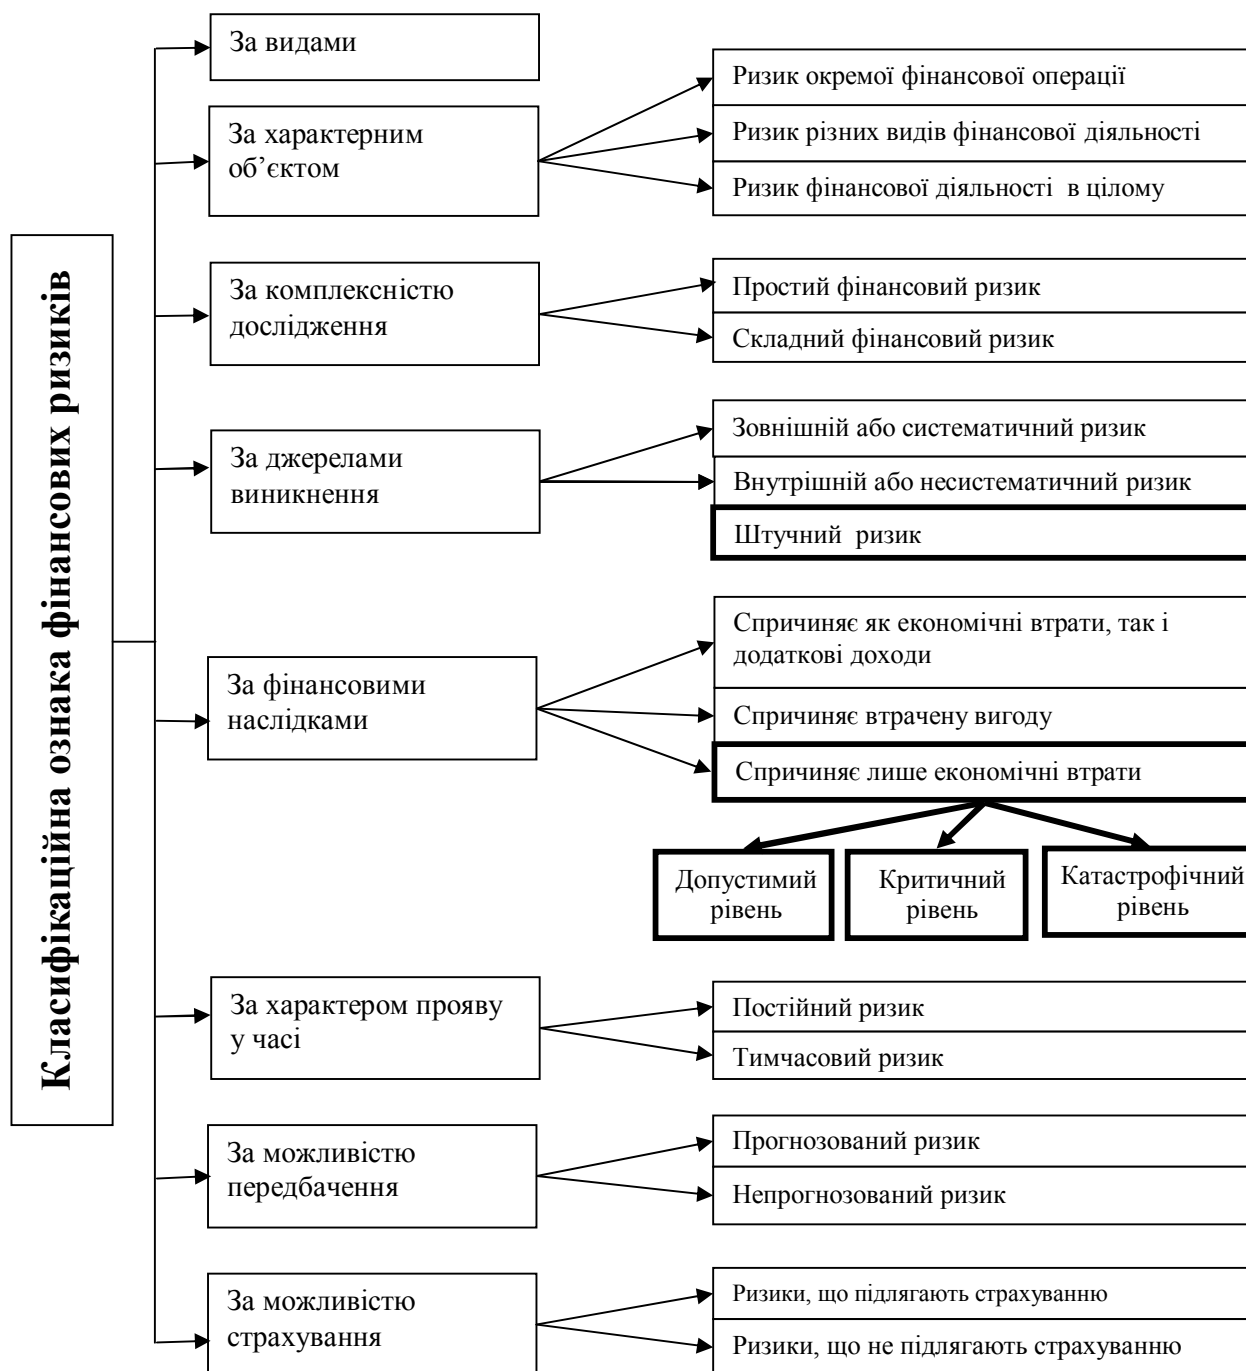 Класифікаційна ознака фінансових ризиків
За видами
За характерним
об’єктом
Ризик окремої фінансової операції
Ризик різних видів фінансової діяльності
Ризик фінансової діяльності в цілому
За комплексністю
дослідження
Простий фінансовий ризик
Складний фінансовий ризик
За джерелами
виникнення
Зовнішній або систематичний ризик
Внутрішній або несистематичний ризик
Штучний ризик
За фінансовими
наслідками
Спричиняє як економічні втрати, так і
додаткові доходи
Спричиняє втрачену вигоду
Спричиняє лише економічні втрати
Допустимий
рівень
Критичний
рівень
Катастрофічний
рівень
За характером прояву
у часі
Постійний ризик
Тимчасовий ризик
За можливістю
передбачення
Прогнозований ризик
Непрогнозований ризик
За можливістю
страхування
Ризики, що підлягають страхуванню
Ризики, що не підлягають страхуванню